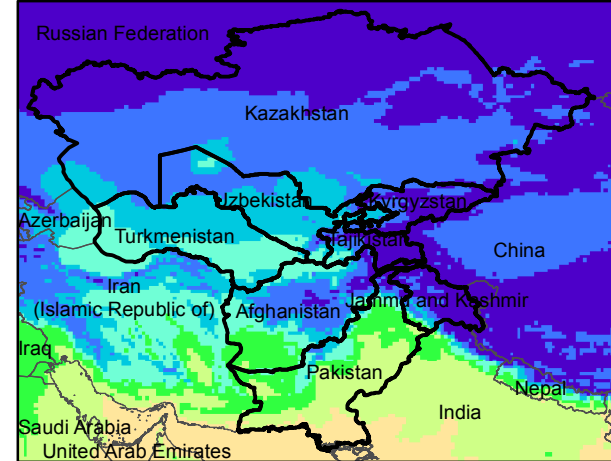 Russian Federation
Kazakhstan
Uzbekistan
Kyrgyzstan
Azerbaijan
Turkmenistan
Tajikistan
China
Iran
(Islamic Republic of)
Afghanistan
Jammu and Kashmir
Iraq
Pakistan
Nepal
India
Saudi Arabia
United Arab Emirates